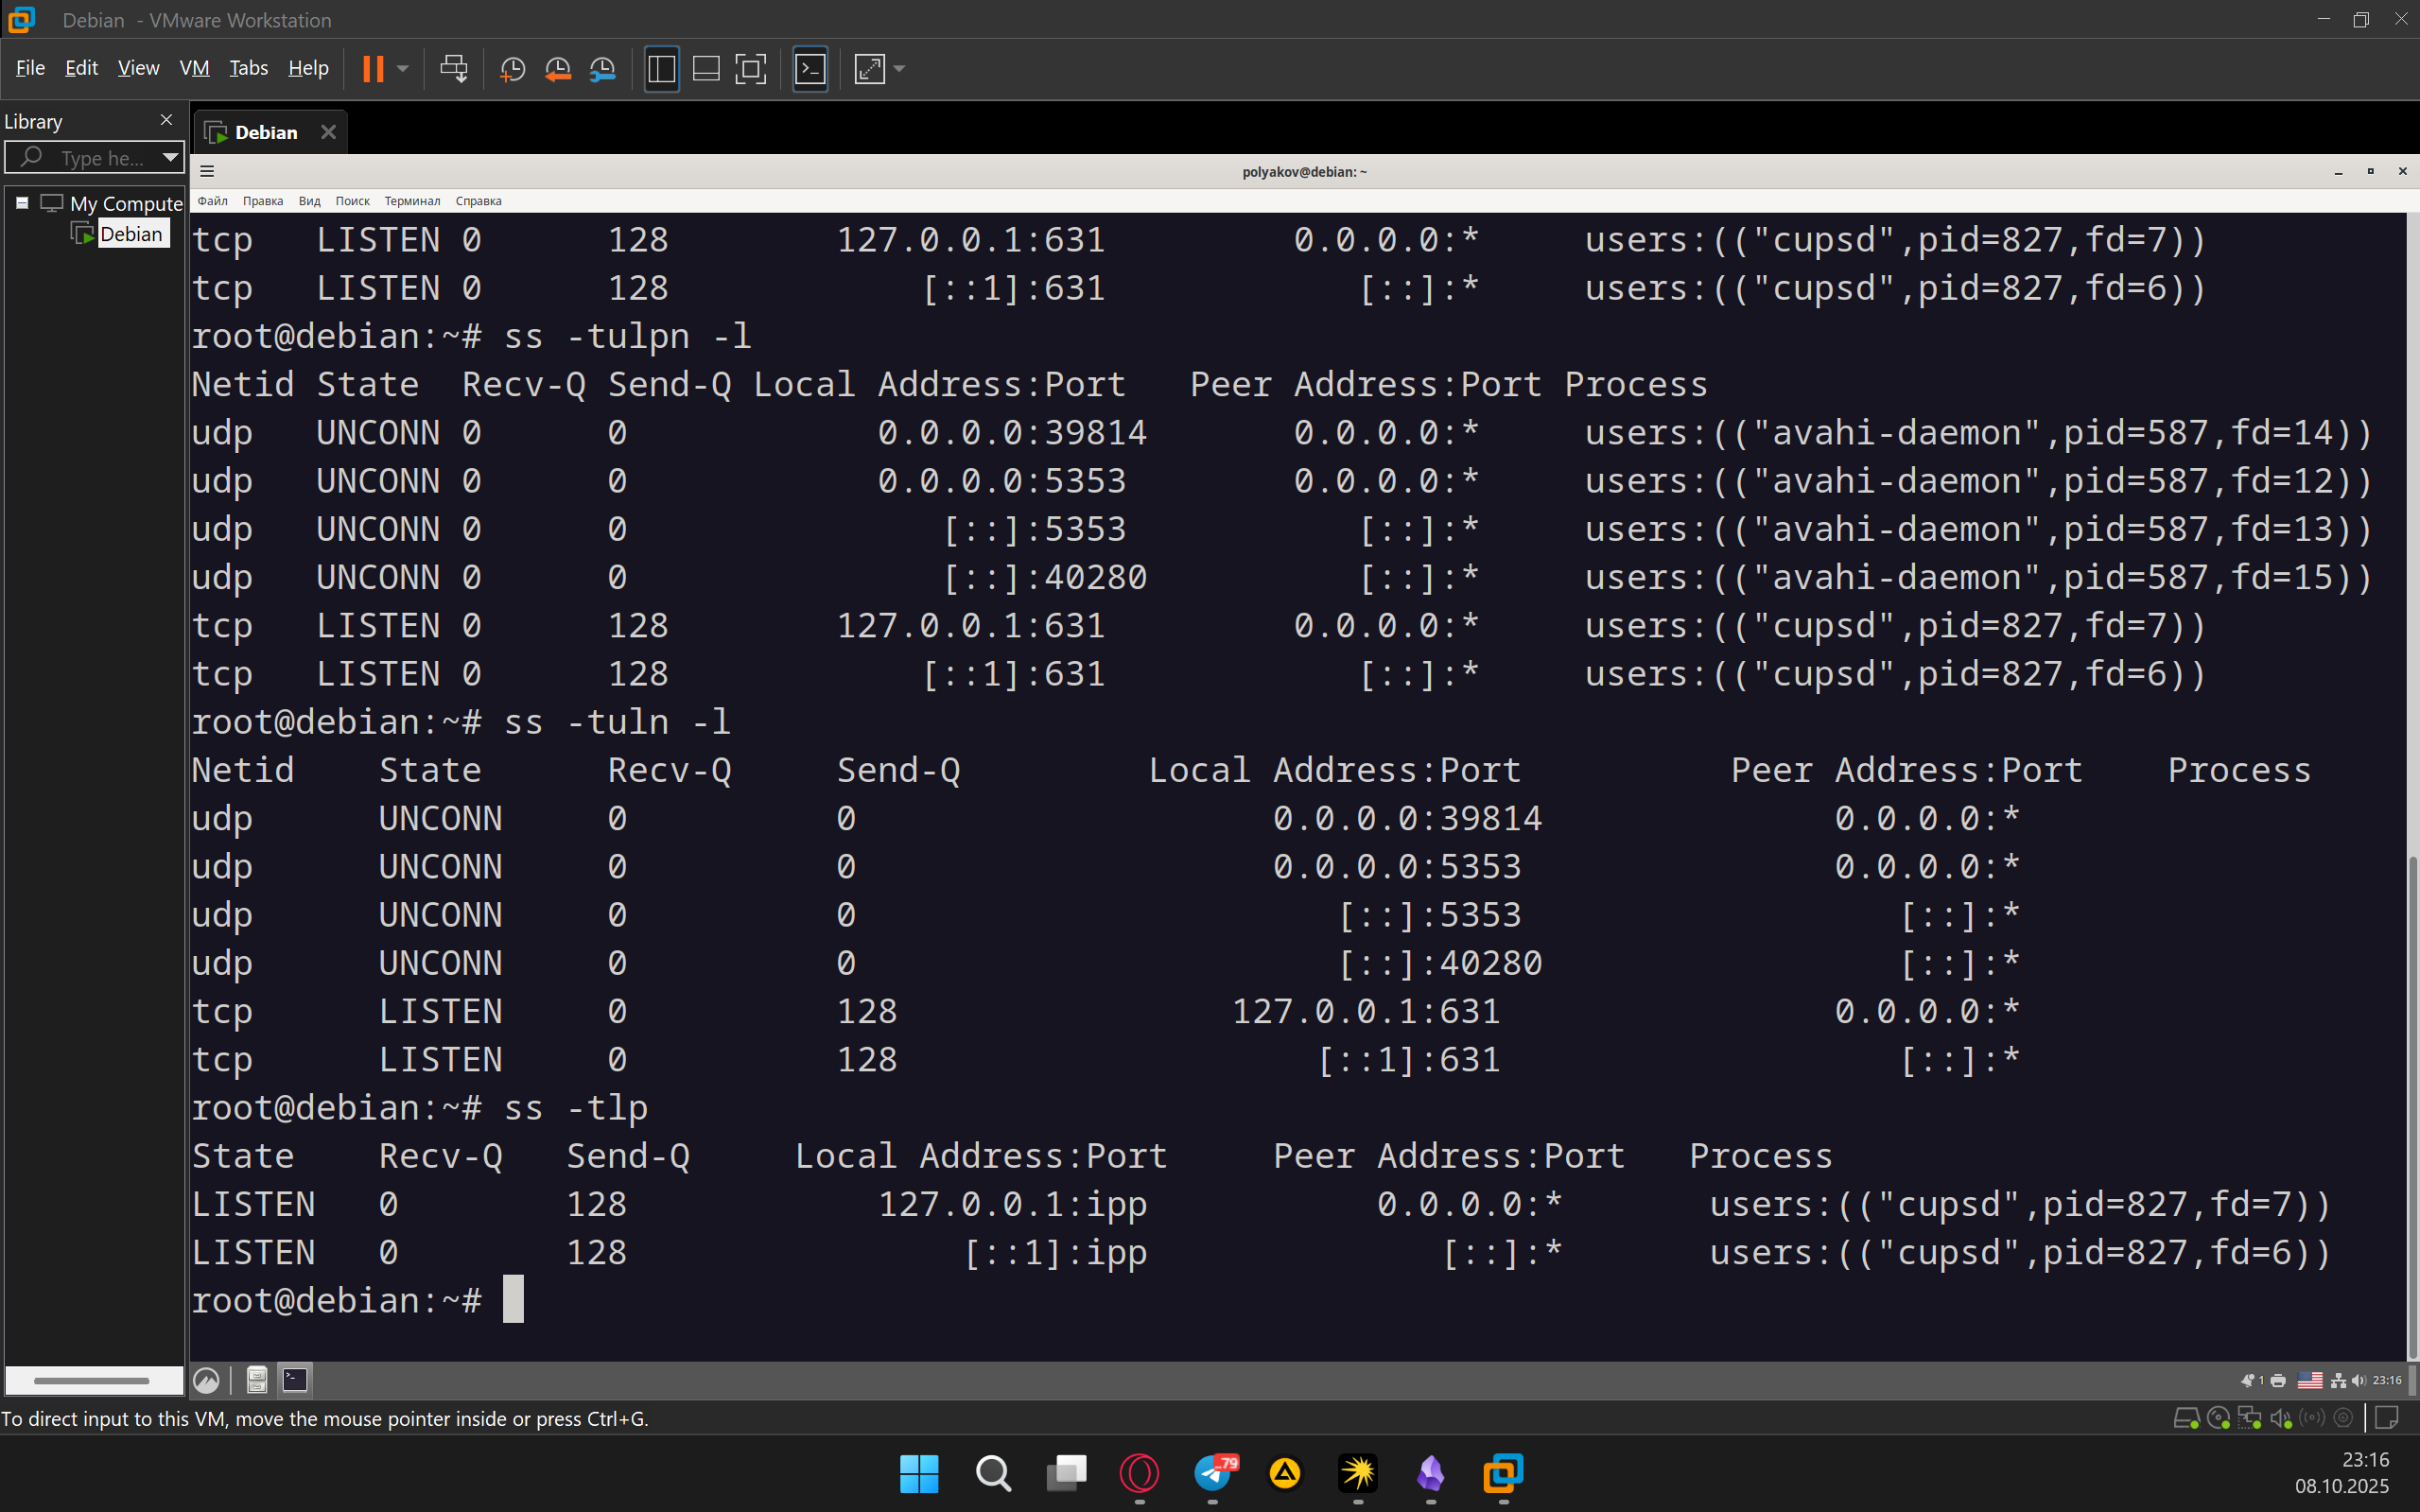 Debian - VMware Workstation
File Edit View VM Tabs Help
Library
Type he...
My Compute
Debian
Debian
polyakov@debian: ~
Файл Правка Вид Поиск Терминал Справка
tcp LISTEN 0 128 127.0.0.1:631 0.0.0.0:* users:(("cupsd",pid=827,fd=7))
tcp LISTEN 0 128 [::1]:631 [::]:* users:(("cupsd",pid=827,fd=6))
root@debian:~# ss -tulpn -l
Netid State Recv-Q Send-Q Local Address:Port Peer Address:Port Process
udp UNCONN 0 0 0.0.0.0:39814 0.0.0.0:* users:(("avahi-daemon",pid=587,fd=14))
udp UNCONN 0 0 0.0.0.0:5353 0.0.0.0:* users:(("avahi-daemon",pid=587,fd=12))
udp UNCONN 0 0 [::]:5353 [::]:* users:(("avahi-daemon",pid=587,fd=13))
udp UNCONN 0 0 [::]:40280 [::]:* users:(("avahi-daemon",pid=587,fd=15))
tcp LISTEN 0 128 127.0.0.1:631 0.0.0.0:* users:(("cupsd",pid=827,fd=7))
tcp LISTEN 0 128 [::1]:631 [::]:* users:(("cupsd",pid=827,fd=6))
root@debian:~# ss -tuln -l
Netid State Recv-Q Send-Q Local Address:Port Peer Address:Port Process
udp UNCONN 0 0 0.0.0.0:39814 0.0.0.0:*
udp UNCONN 0 0 0.0.0.0:5353 0.0.0.0:*
udp UNCONN 0 0 [::]:5353 [::]:*
udp UNCONN 0 0 [::]:40280 [::]:*
tcp LISTEN 0 128 127.0.0.1:631 0.0.0.0:*
tcp LISTEN 0 128 [::1]:631 [::]:*
root@debian:~# ss -tlp
State Recv-Q Send-Q Local Address:Port Peer Address:Port Process
LISTEN 0 128 127.0.0.1:ipp 0.0.0.0:* users:(("cupsd",pid=827,fd=7))
LISTEN 0 128 [::1]:ipp [::]:* users:(("cupsd",pid=827,fd=6))
root@debian:~#
1 23:16
To direct input to this VM, move the mouse pointer inside or press Ctrl+G.
79
23:16
08.10.2025